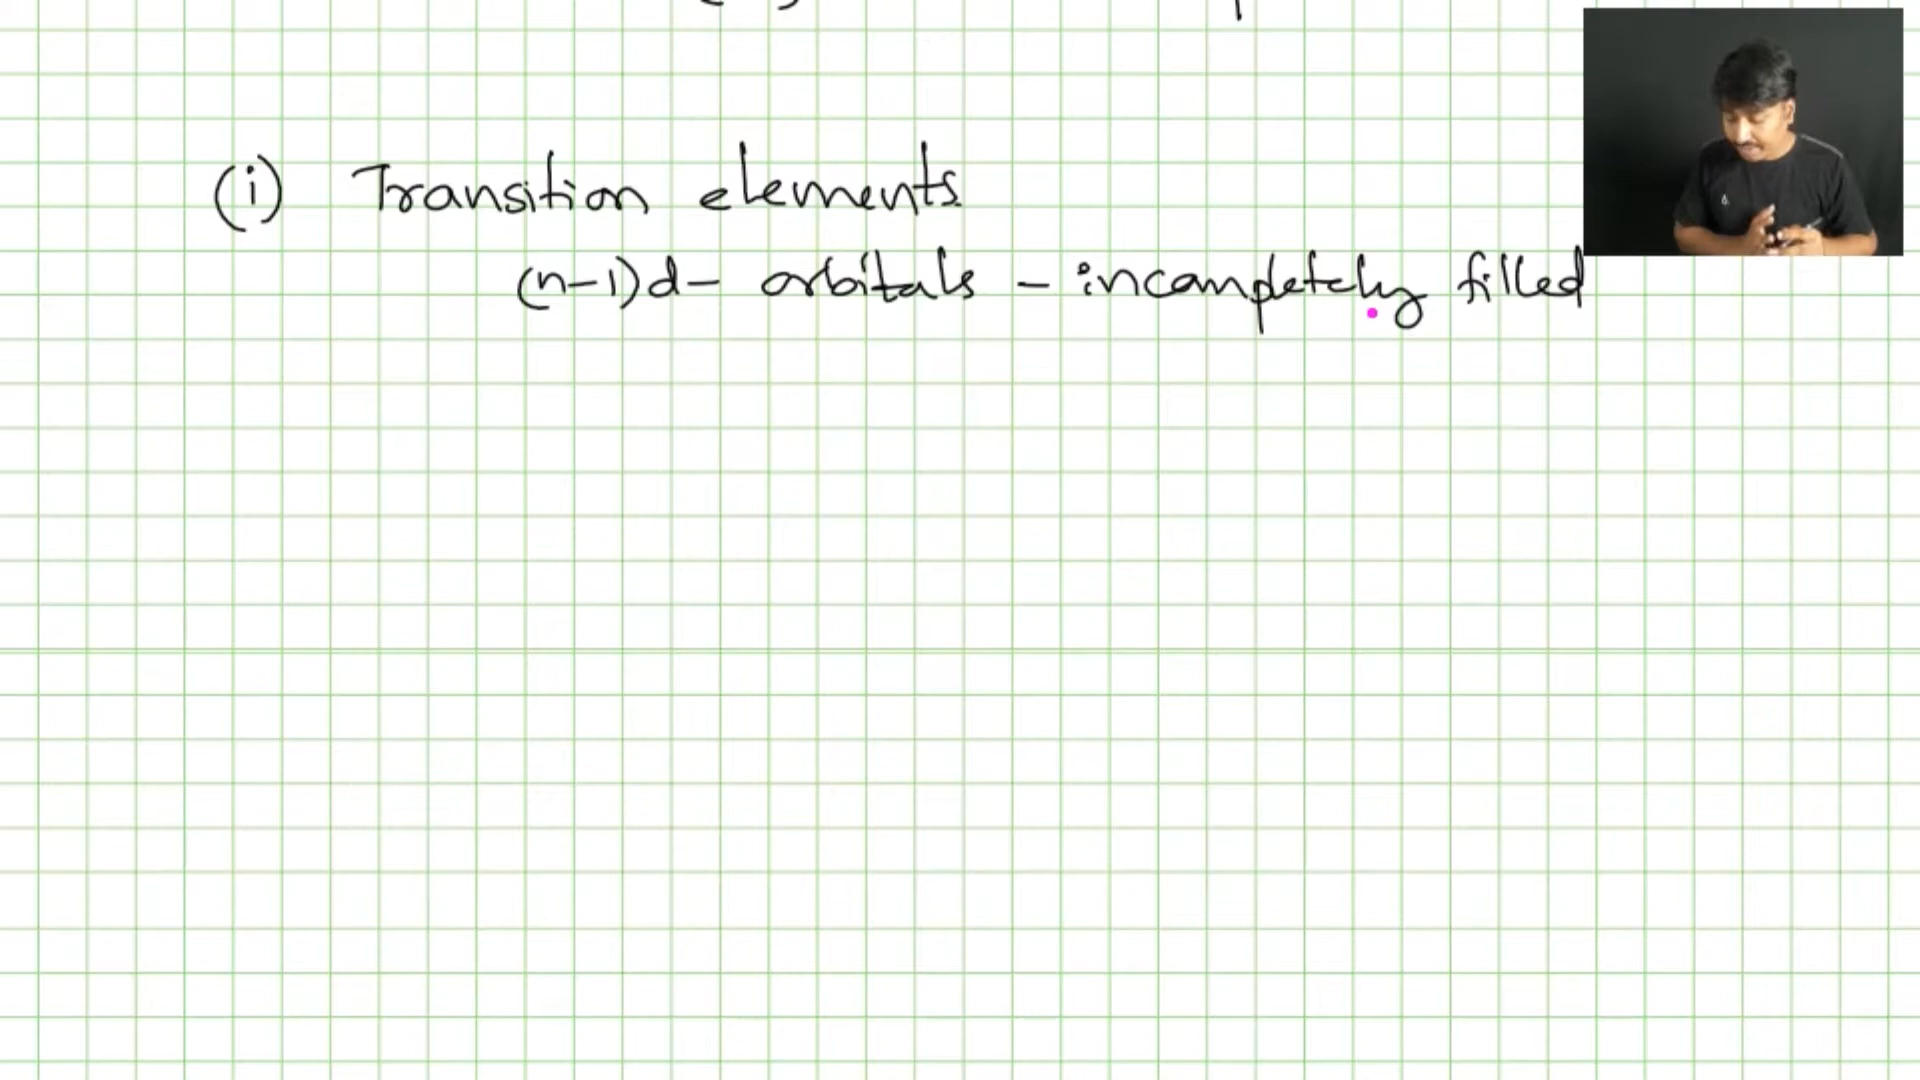 (i) Transition elements
(n-1)d- orbitals - incompletely filled